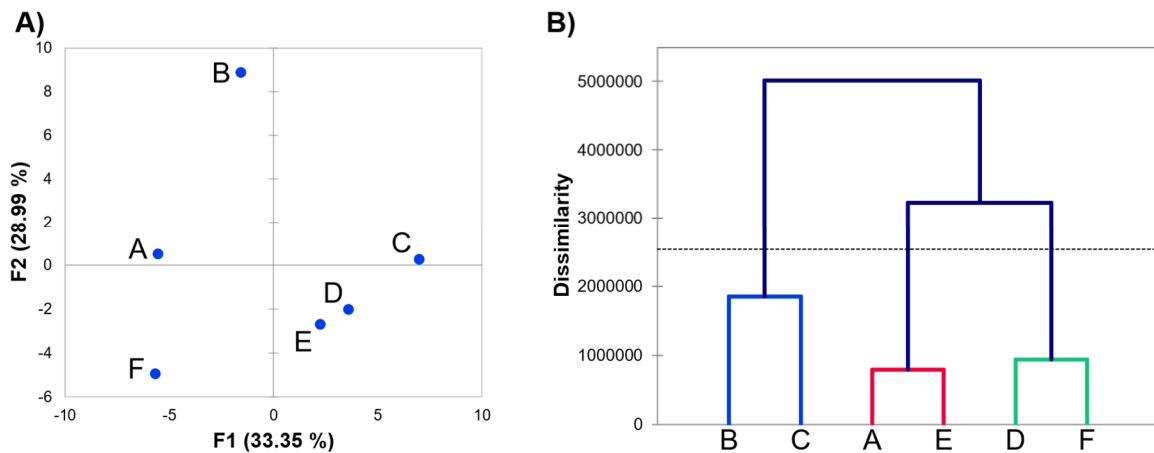 A)
10
8
6
4
2
0
-2
-4
-6
-10
-5
0
5
10
F2 (28.99 %)
F1 (33.35 %)
B
A
C
D
E
F
B)
5000000
4000000
3000000
2000000
1000000
0
Dissimilarity
B C A E D F